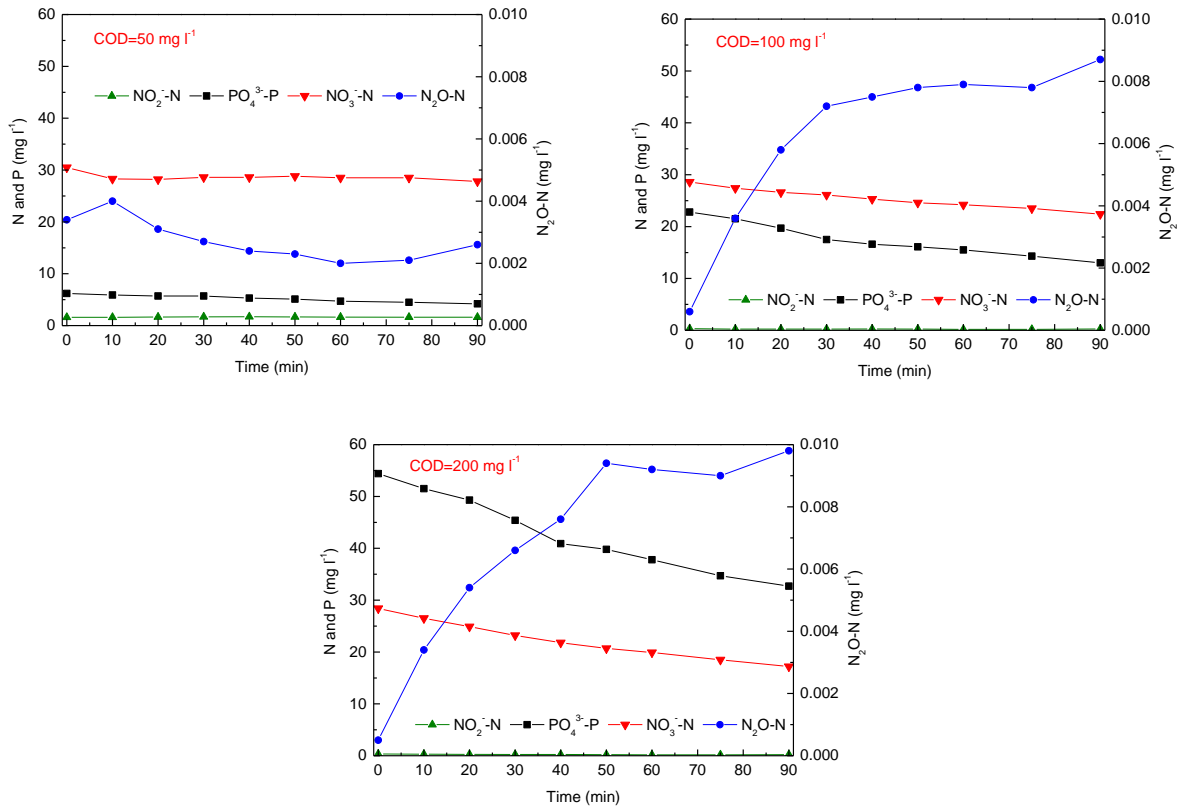 COD=50 mg l⁻¹
NO₂⁻-N PO₄³⁻-P NO₃⁻-N N₂O-N
N and P (mg l⁻¹)
60
50
40
30
20
10
0
0.010
0.008
0.006
0.004
0.002
0.000
N₂O-N (mg l⁻¹)
0 10 20 30 40 50 60 70 80 90
Time (min)
COD=100 mg l⁻¹
N and P (mg l⁻¹)
60
50
40
30
20
10
0
0.010
0.008
0.006
0.004
0.002
0.000
N₂O-N (mg l⁻¹)
NO₂⁻-N PO₄³⁻-P NO₃⁻-N N₂O-N
0 10 20 30 40 50 60 70 80 90
Time (min)
COD=200 mg l⁻¹
N and P (mg l⁻¹)
60
50
40
30
20
10
0
0.010
0.008
0.006
0.004
0.002
0.000
N₂O-N (mg l⁻¹)
NO₂⁻-N PO₄³⁻-P NO₃⁻-N N₂O-N
0 10 20 30 40 50 60 70 80 90
Time (min)